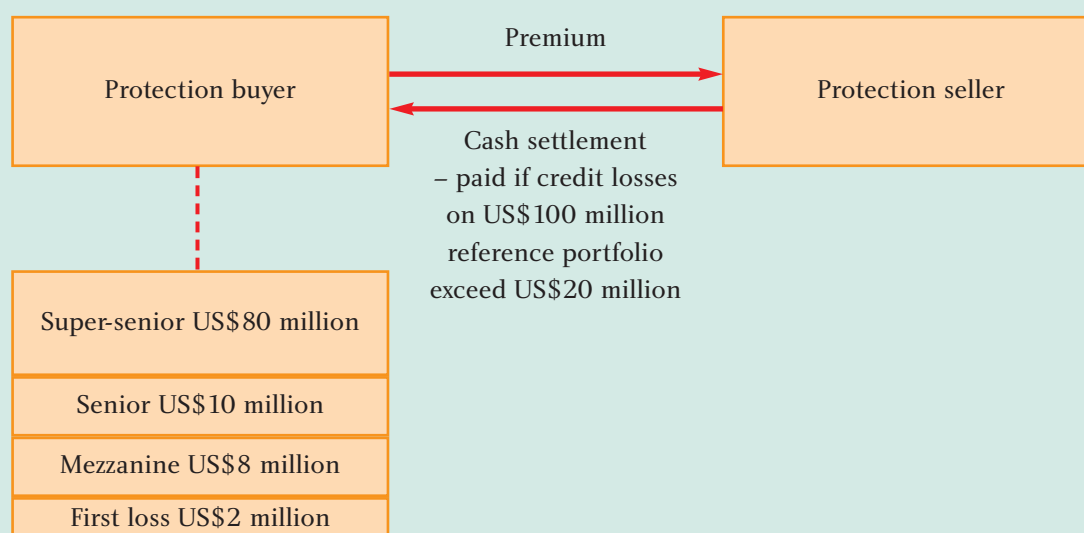 Premium
Protection buyer
Protection seller
Cash settlement
– paid if credit losses
on US$100 million
reference portfolio
exceed US$20 million
Super-senior US$80 million
Senior US$10 million
Mezzanine US$8 million
First loss US$2 million